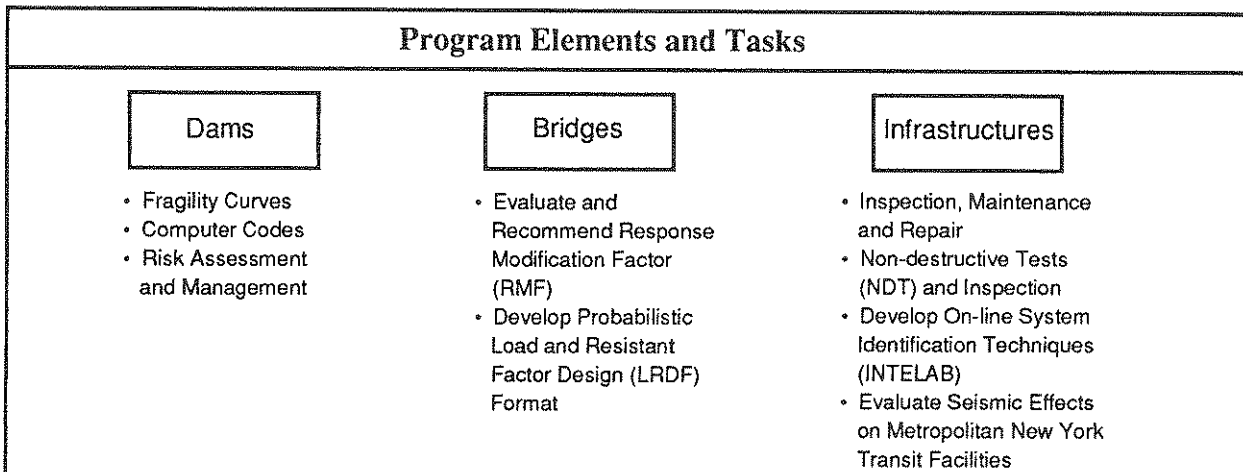 Program Elements and Tasks
Dams
• Fragility Curves
• Computer Codes
• Risk Assessment
and Management
Bridges
• Evaluate and
Recommend Response
Modification Factor
(RMF)
• Develop Probabilistic
Load and Resistant
Factor Design (LRDF)
Format
Infrastructures
• Inspection, Maintenance
and Repair
• Non-destructive Tests
(NDT) and Inspection
• Develop On-line System
Identification Techniques
(INTELAB)
• Evaluate Seismic Effects
on Metropolitan New York
Transit Facilities